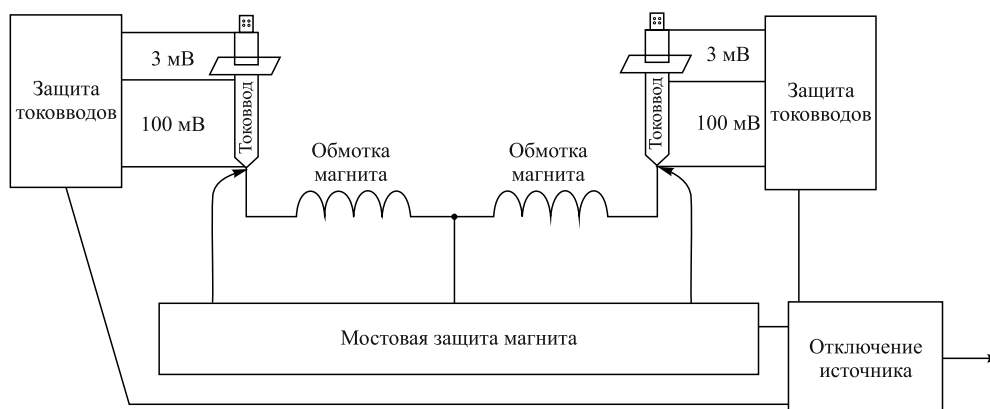 3 мВ
Защита
токовводов
100 мВ
Токоввод
Обмотка
магнита
Обмотка
магнита
Токоввод
3 мВ
100 мВ
Защита
токовводов
Мостовая защита магнита
Отключение
источника